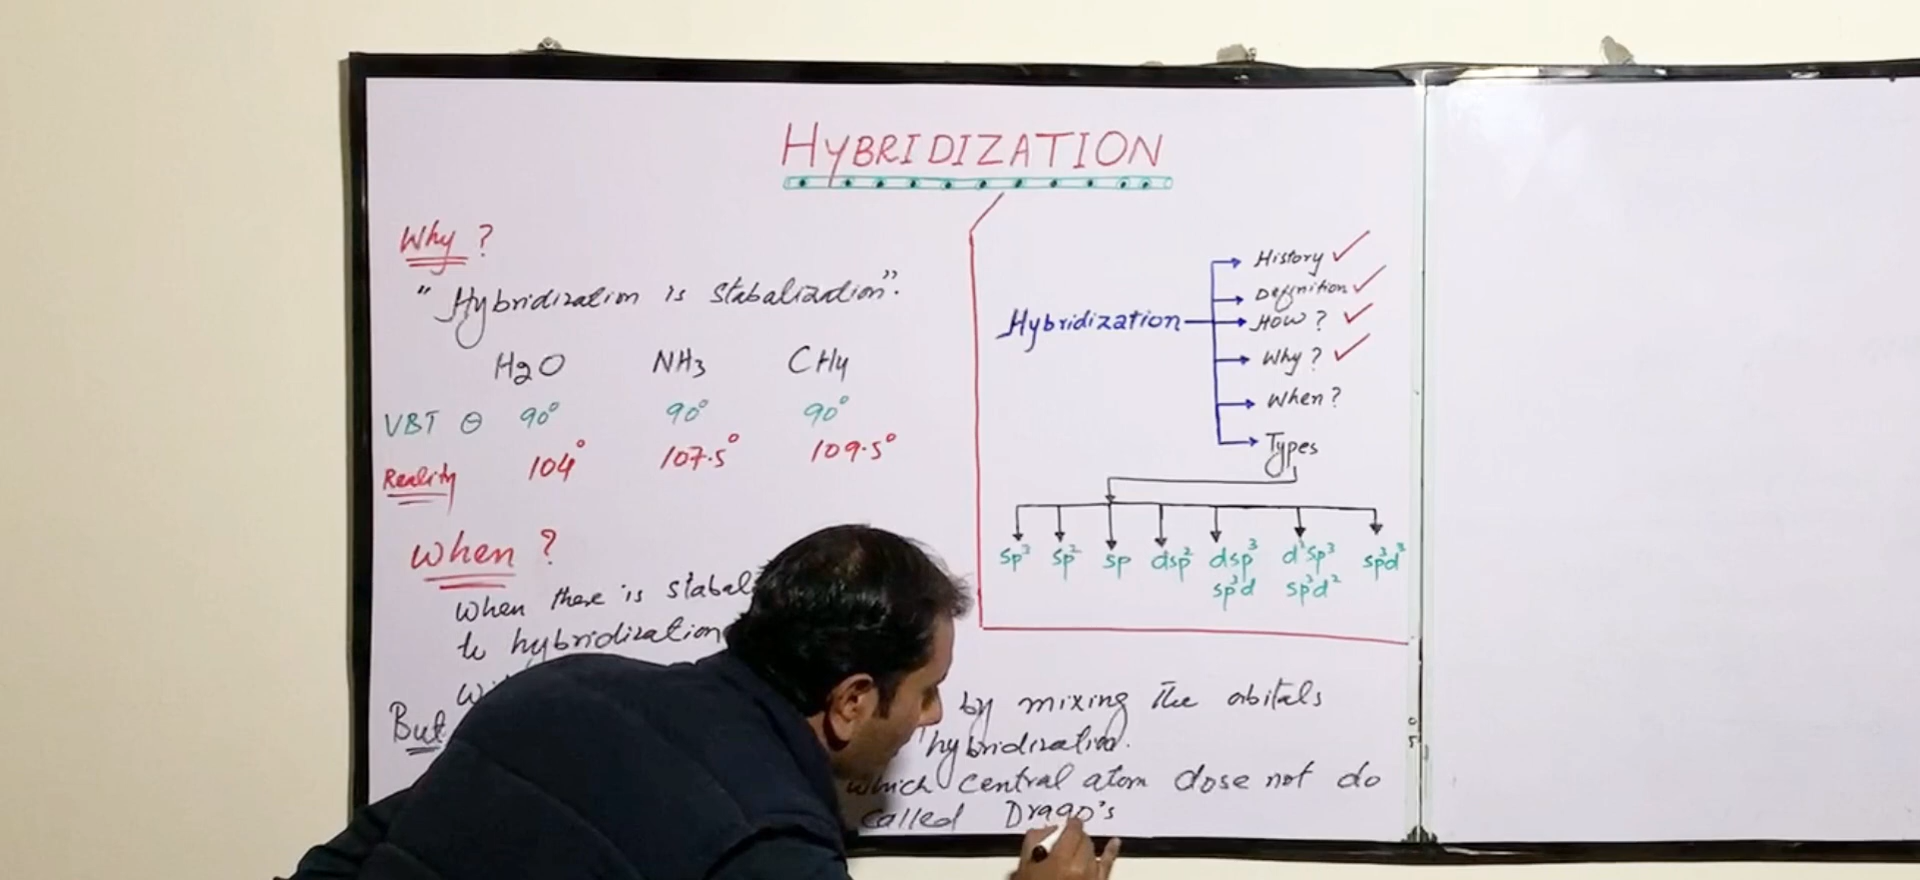 HYBRIDIZATION
Why?
"Hybridization is stabalization".
H2O NH3 CH4
VBT θ 90° 90° 90°
Reality 104° 107.5° 109.5°
When?
When there is stabal
to hybridization
But
by mixing The orbitals
hybridization.
which central atom dose not do
called Drago's
Hybridization
History ✓
Definition ✓
How? ✓
Why? ✓
When?
Types
sp³ sp² sp dsp² dsp³ d²sp³ sp³d³
sp³d sp³d²